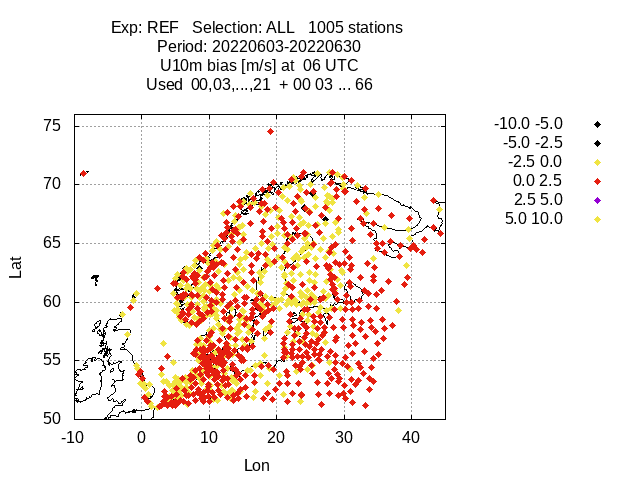 Exp: REF   Selection: ALL   1005 stations
Period: 20220603-20220630
U10m bias [m/s] at  06 UTC
Used  00,03,...,21  + 00 03 ... 66
-10.0 -5.0
-5.0 -2.5
-2.5 0.0
0.0 2.5
2.5 5.0
5.0 10.0
75
70
65
60
55
50
Lat
-10 0 10 20 30 40
Lon